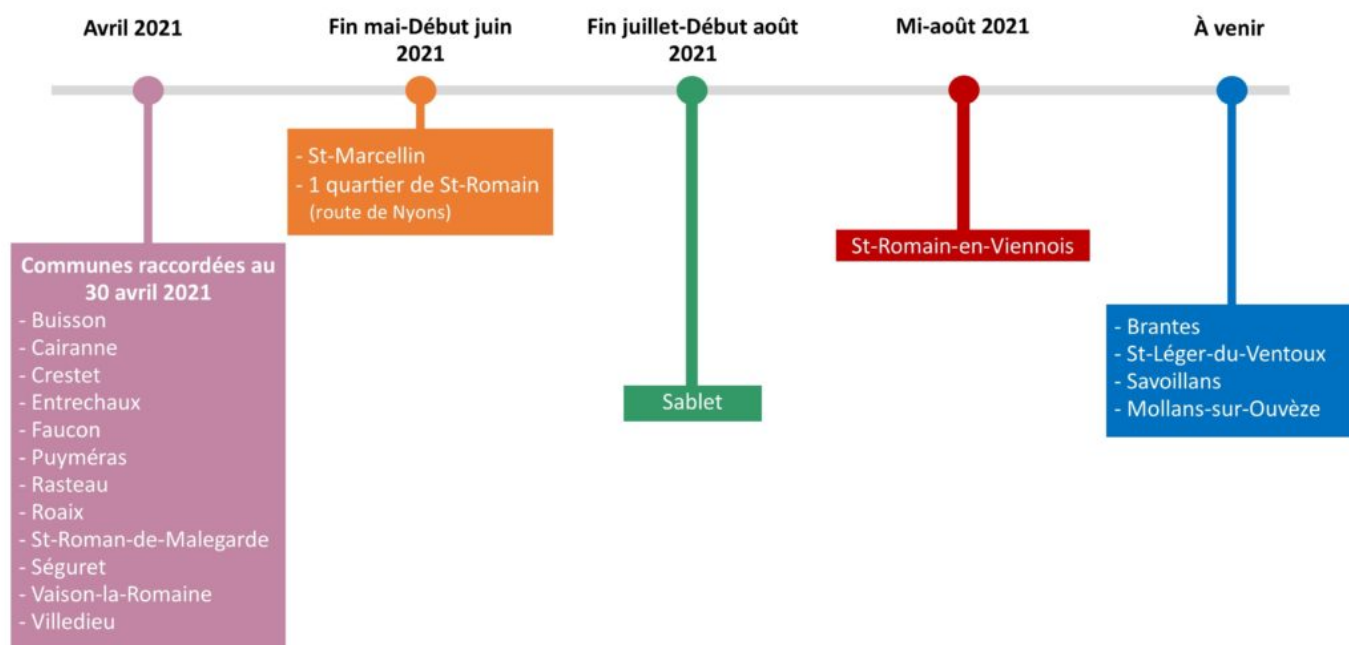 Avril 2021
Fin mai-Début juin
2021
Fin juillet-Début août
2021
Mi-août 2021
À venir
Communes raccordées au
30 avril 2021
- Buisson
- Cairanne
- Crestet
- Entrechaux
- Faucon
- Puyméras
- Rasteau
- Roaix
- St-Roman-de-Malegarde
- Séguret
- Vaison-la-Romaine
- Villedieu
- St-Marcellin
- 1 quartier de St-Romain
(route de Nyons)
Sablet
St-Romain-en-Viennois
- Brantes
- St-Léger-du-Ventoux
- Savoillans
- Mollans-sur-Ouvèze